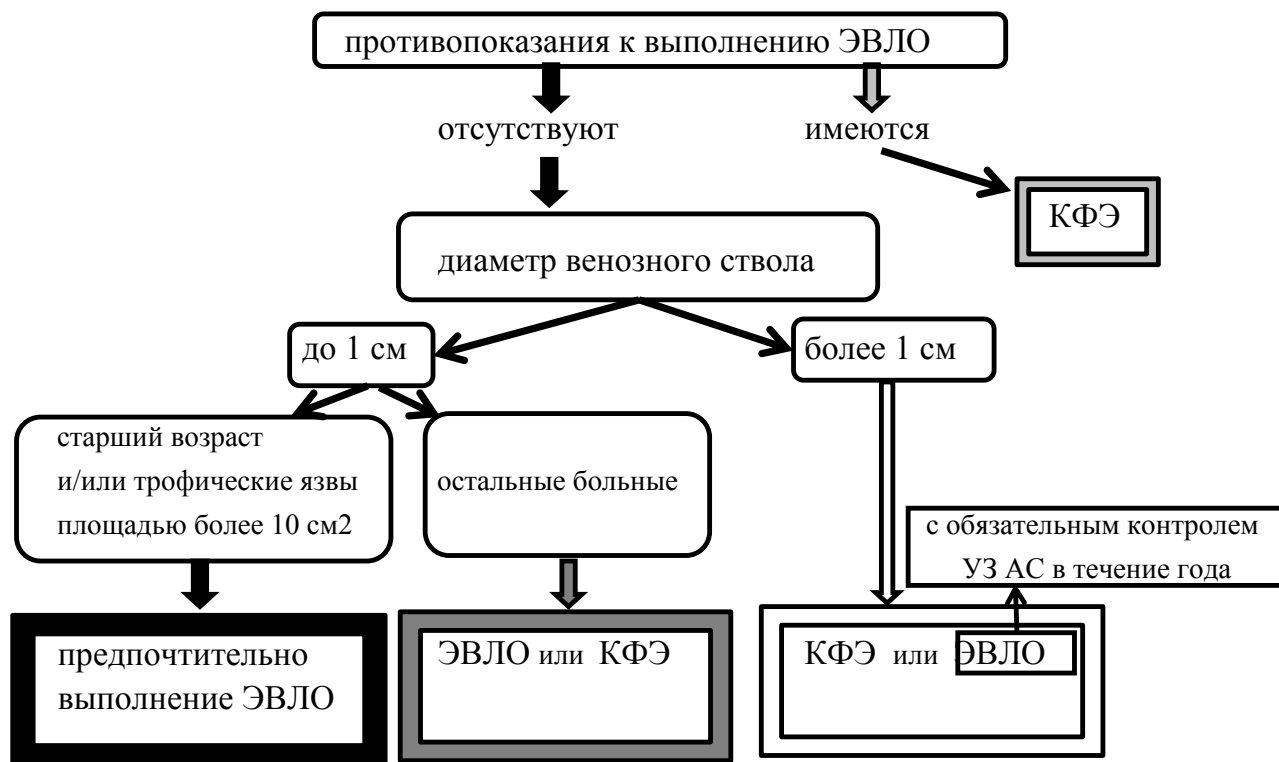 противопоказания к выполнению ЭВЛО
отсутствуют
имеются
КФЭ
диаметр венозного ствола
до 1 см
более 1 см
старший возраст
и/или трофические язвы
площадью более 10 см2
остальные больные
с обязательным контролем
УЗ АС в течение года
предпочтительно
выполнение ЭВЛО
ЭВЛО или КФЭ
КФЭ или ЭВЛО